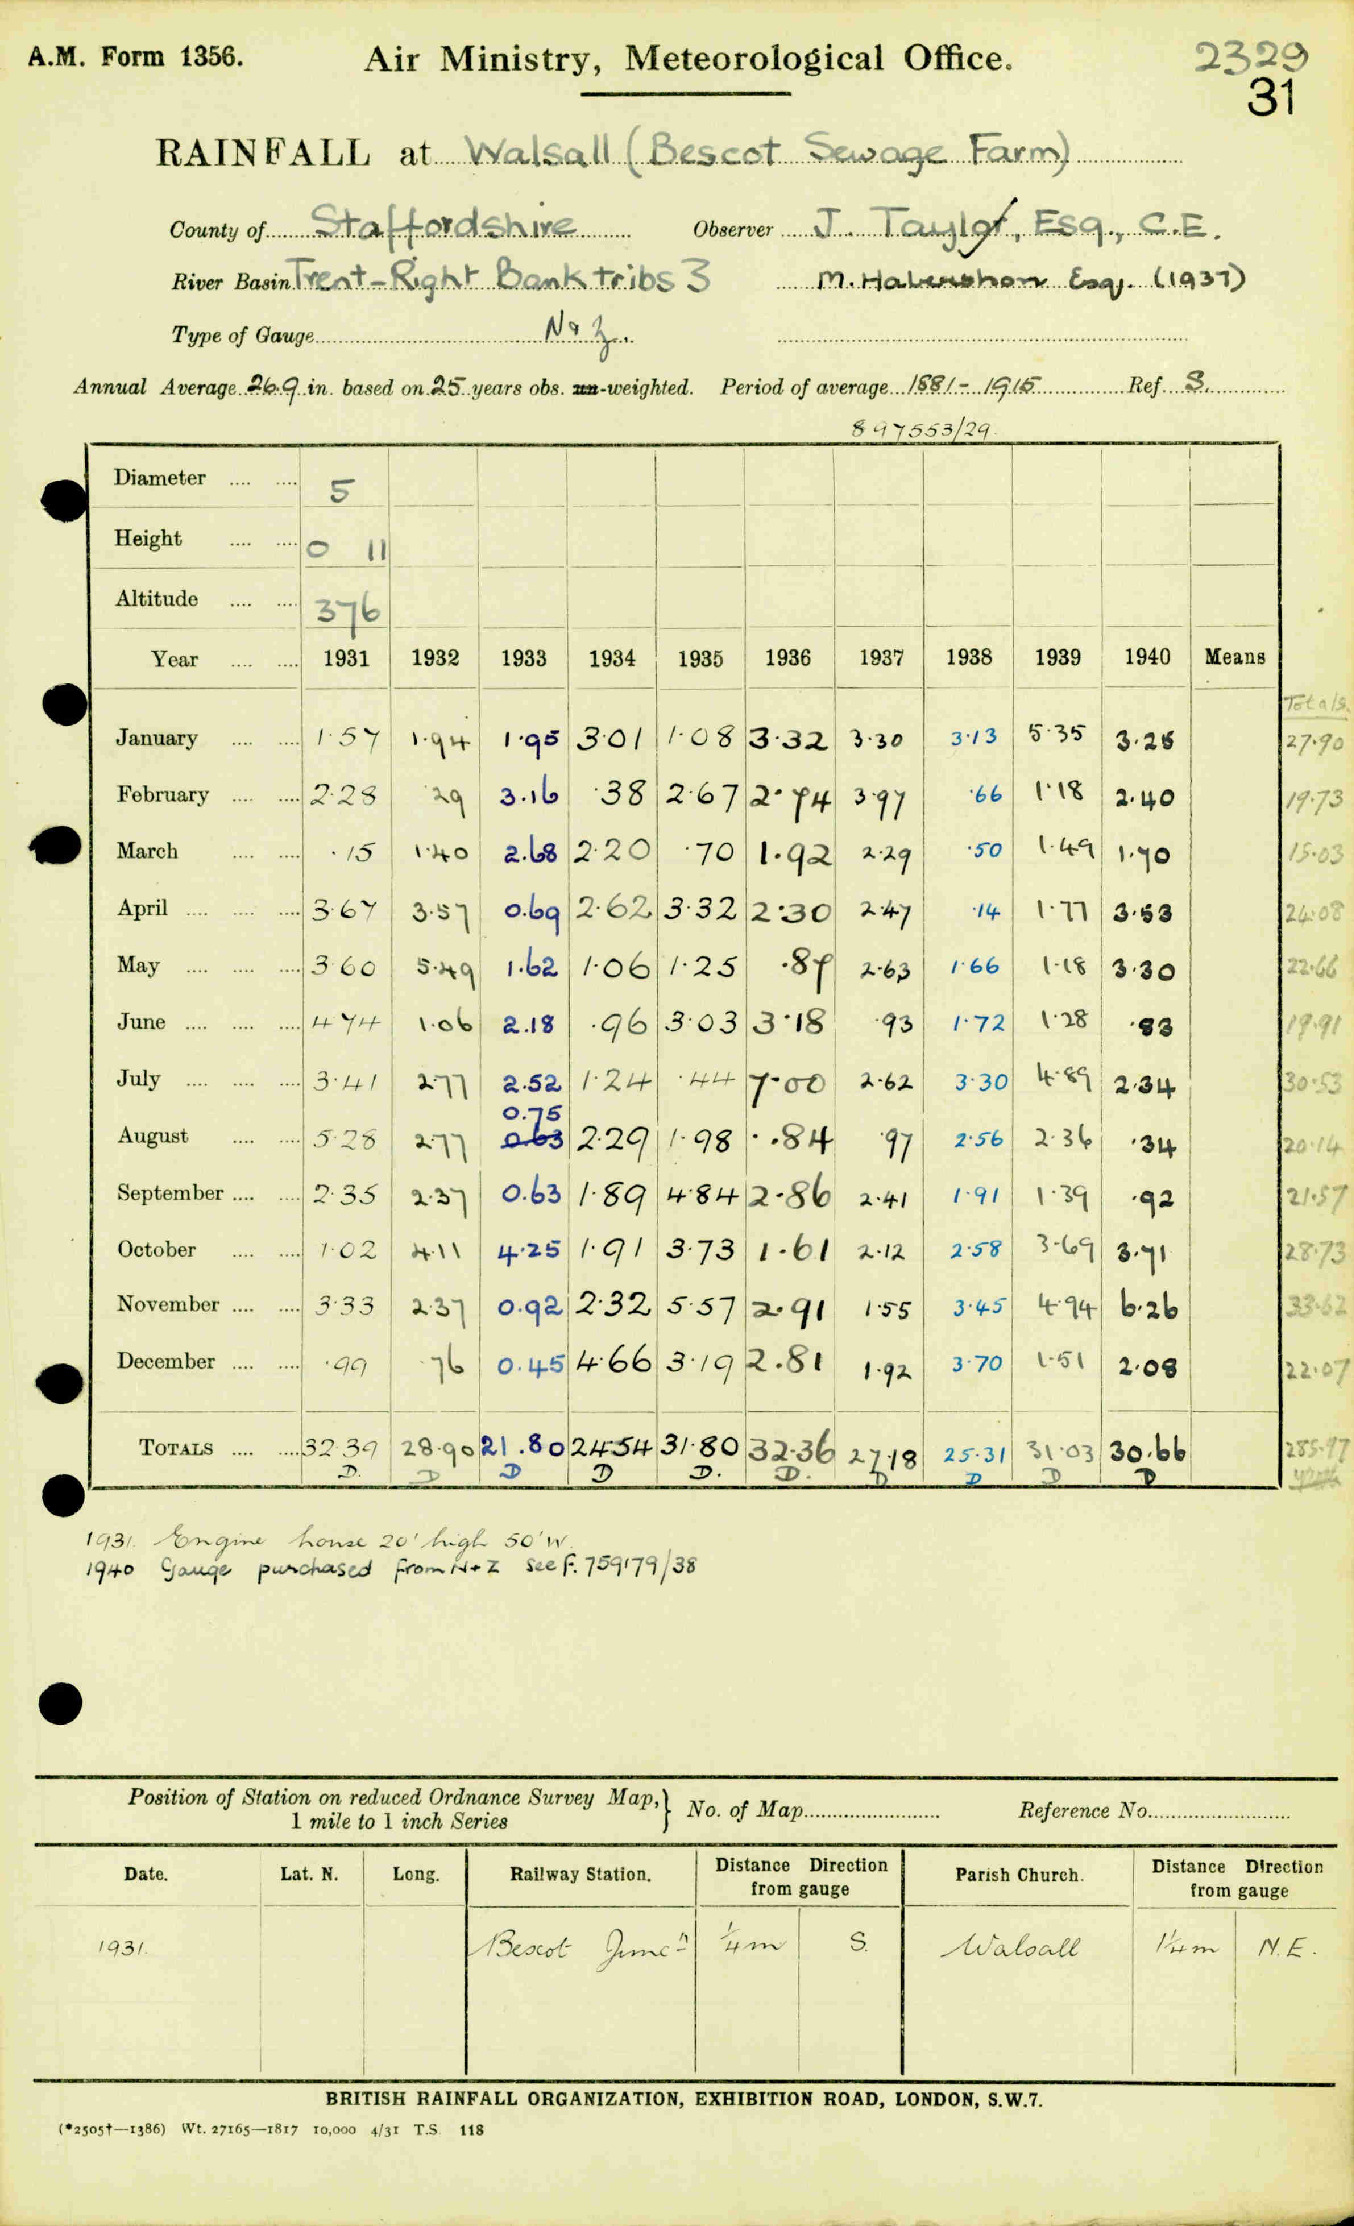 A.M. Form 1356. Air Ministry, Meteorological Office. 2329
31
RAINFALL at Walsall (Bescot Sewage Farm)
County of Staffordshire Observer J. Taylor, Esq., C.E.
River Basin Trent-Right Bank tribs 3 M. Habershon Esq. (1937)
Type of Gauge N & Z.
Annual Average 26.9 in. based on 25 years obs. un-weighted. Period of average 1881 - 1915 Ref. S.
897553/29
Diameter 5
Height 0 11
Altitude 376
Year 1931 1932 1933 1934 1935 1936 1937 1938 1939 1940 Means
Totals.
January 1.57 1.94 1.95 3.01 1.08 3.32 3.30 3.13 5.35 3.25 27.90
February 2.28 .29 3.16 .38 2.67 2.74 3.97 .66 1.18 2.40 19.73
March .15 1.40 2.68 2.20 .70 1.92 2.29 .50 1.49 1.70 15.03
April 3.67 3.57 0.69 2.62 3.32 2.30 2.47 .14 1.77 3.53 24.08
May 3.60 5.49 1.62 1.06 1.25 .87 2.63 1.66 1.18 3.30 22.66
June 4.74 1.06 2.18 .96 3.03 3.18 .93 1.72 1.28 .83 19.91
July 3.41 2.77 2.52 1.24 .44 7.00 2.62 3.30 4.89 2.34 30.53
0.75
August 5.28 2.77 0.63 2.29 1.98 .84 .97 2.56 2.36 .34 20.14
September 2.35 2.37 0.63 1.89 4.84 2.86 2.41 1.91 1.39 .92 21.57
October 1.02 4.11 4.25 1.91 3.73 1.61 2.12 2.58 3.69 3.71 28.73
November 3.33 2.37 0.92 2.32 5.57 2.91 1.55 3.45 4.94 6.26 33.62
December .99 .76 0.45 4.66 3.19 2.81 1.92 3.70 1.51 2.08 22.07
TOTALS 32.39 28.90 21.80 24.54 31.80 32.36 27.18 25.31 31.03 30.66 285.97
D. D D D D. D. D D D D
1931. Engine house 20' high 50' W.
1940 Gauge purchased from N+Z see F. 759179/38
Position of Station on reduced Ordnance Survey Map, } No. of Map Reference No.
1 mile to 1 inch Series
Date. Lat. N. Long. Railway Station. Distance Direction from gauge Parish Church. Distance Direction from gauge
1931. Bescot Juncn ¼ m S. Walsall 1¼ m N.E.
BRITISH RAINFALL ORGANIZATION, EXHIBITION ROAD, LONDON, S.W.7.
(*2505†—1386) Wt. 27165—1817 10,000 4/31 T.S. 118